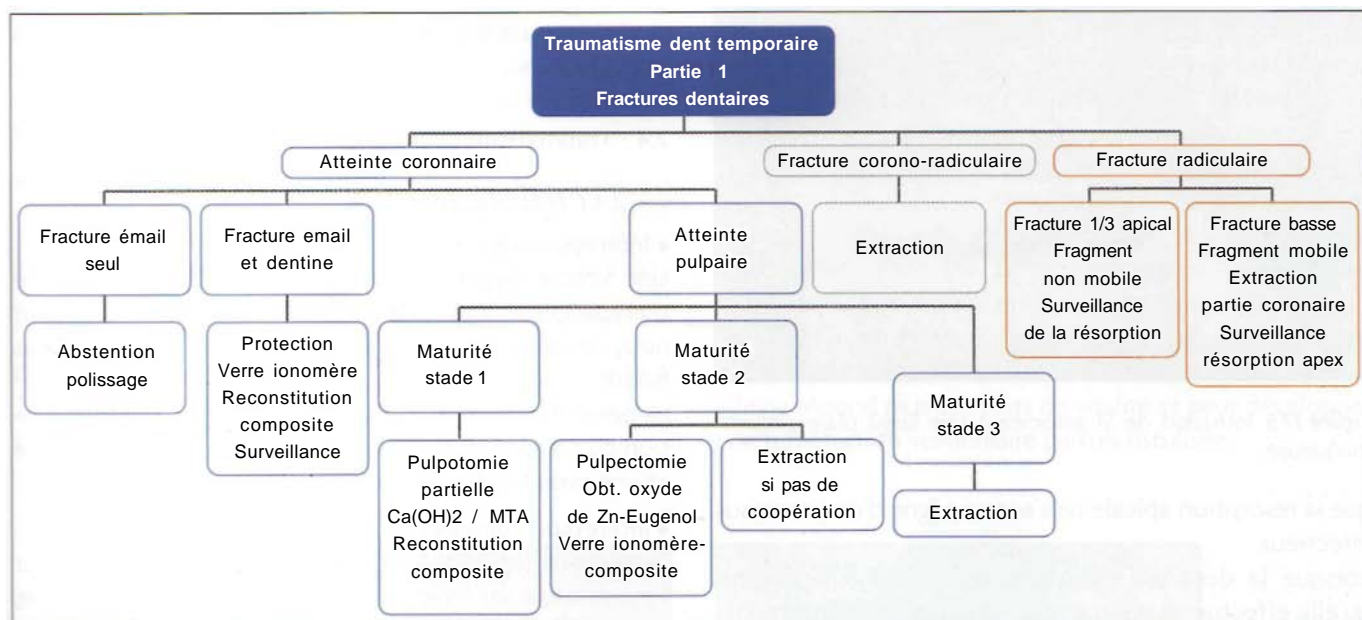 Traumatisme dent temporaire
Partie 1
Fractures dentaires
Atteinte coronnaire
Fracture corono-radiculaire
Fracture radiculaire
Fracture émail
seul
Fracture email
et dentine
Atteinte
pulpaire
Extraction
Fracture 1/3 apical
Fragment
non mobile
Surveillance
de la résorption
Fracture basse
Fragment mobile
Extraction
partie coronaire
Surveillance
résorption apex
Abstention
polissage
Protection
Verre ionomère
Reconstitution
composite
Surveillance
Maturité
stade 1
Maturité
stade 2
Maturité
stade 3
Pulpotomie
partielle
Ca(OH)2 / MTA
Reconstitution
composite
Pulpectomie
Obt. oxyde
de Zn-Eugenol
Verre ionomère-
composite
Extraction
si pas de
coopération
Extraction